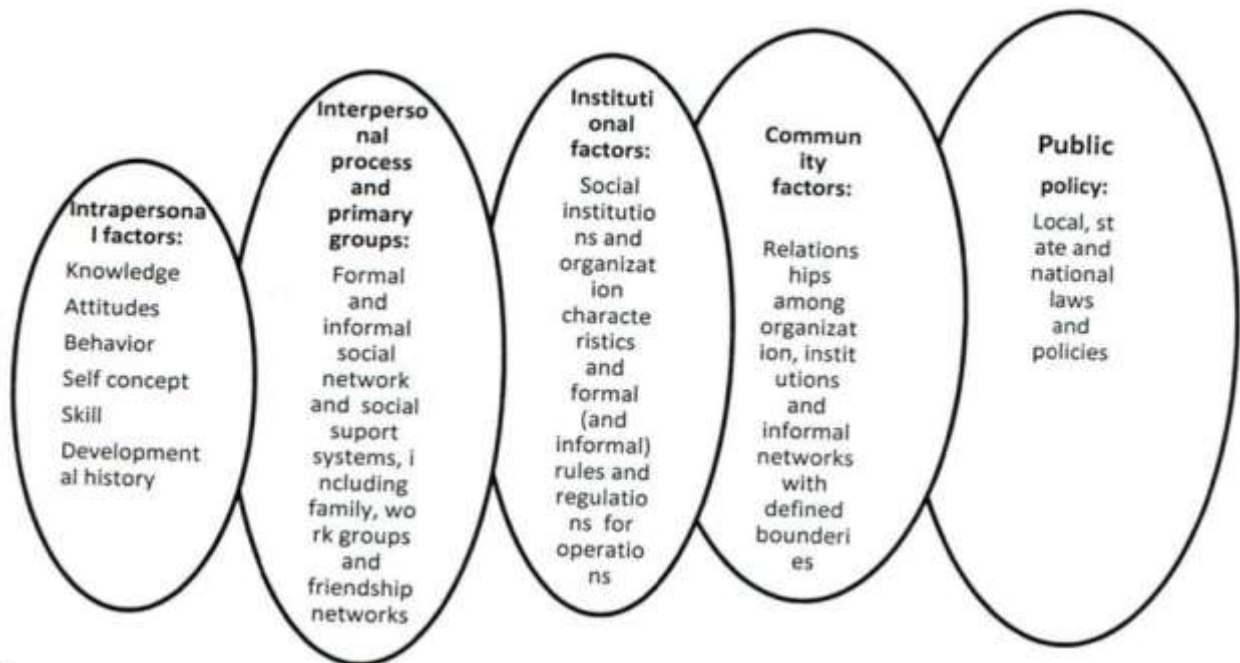 Intrapersona
l factors:
Knowledge
Attitudes
Behavior
Self concept
Skill
Development
al history
Interperso
nal
process
and
primary
groups:
Formal
and
informal
social
network
and social
suport
systems, i
ncluding
family, wo
rk groups
and
friendship
networks
Instituti
onal
factors:
Social
institutio
ns and
organizat
ion
characte
ristics
and
formal
(and
informal)
rules and
regulatio
ns for
operatio
ns
Commun
ity
factors:
Relations
hips
among
organizat
ion, instit
utions
and
informal
networks
with
defined
bounderi
es
Public
policy:
Local, st
ate and
national
laws
and
policies